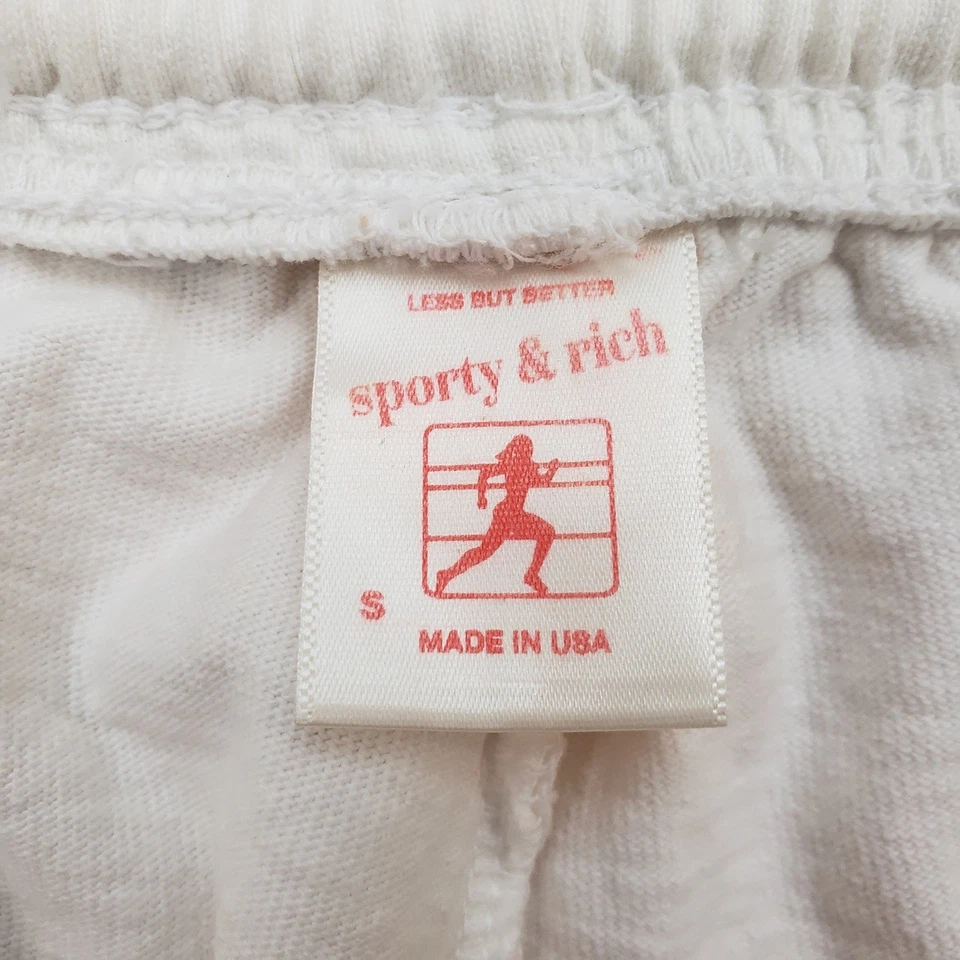 LESS BUT BETTER
sporty & rich
S
MADE IN USA